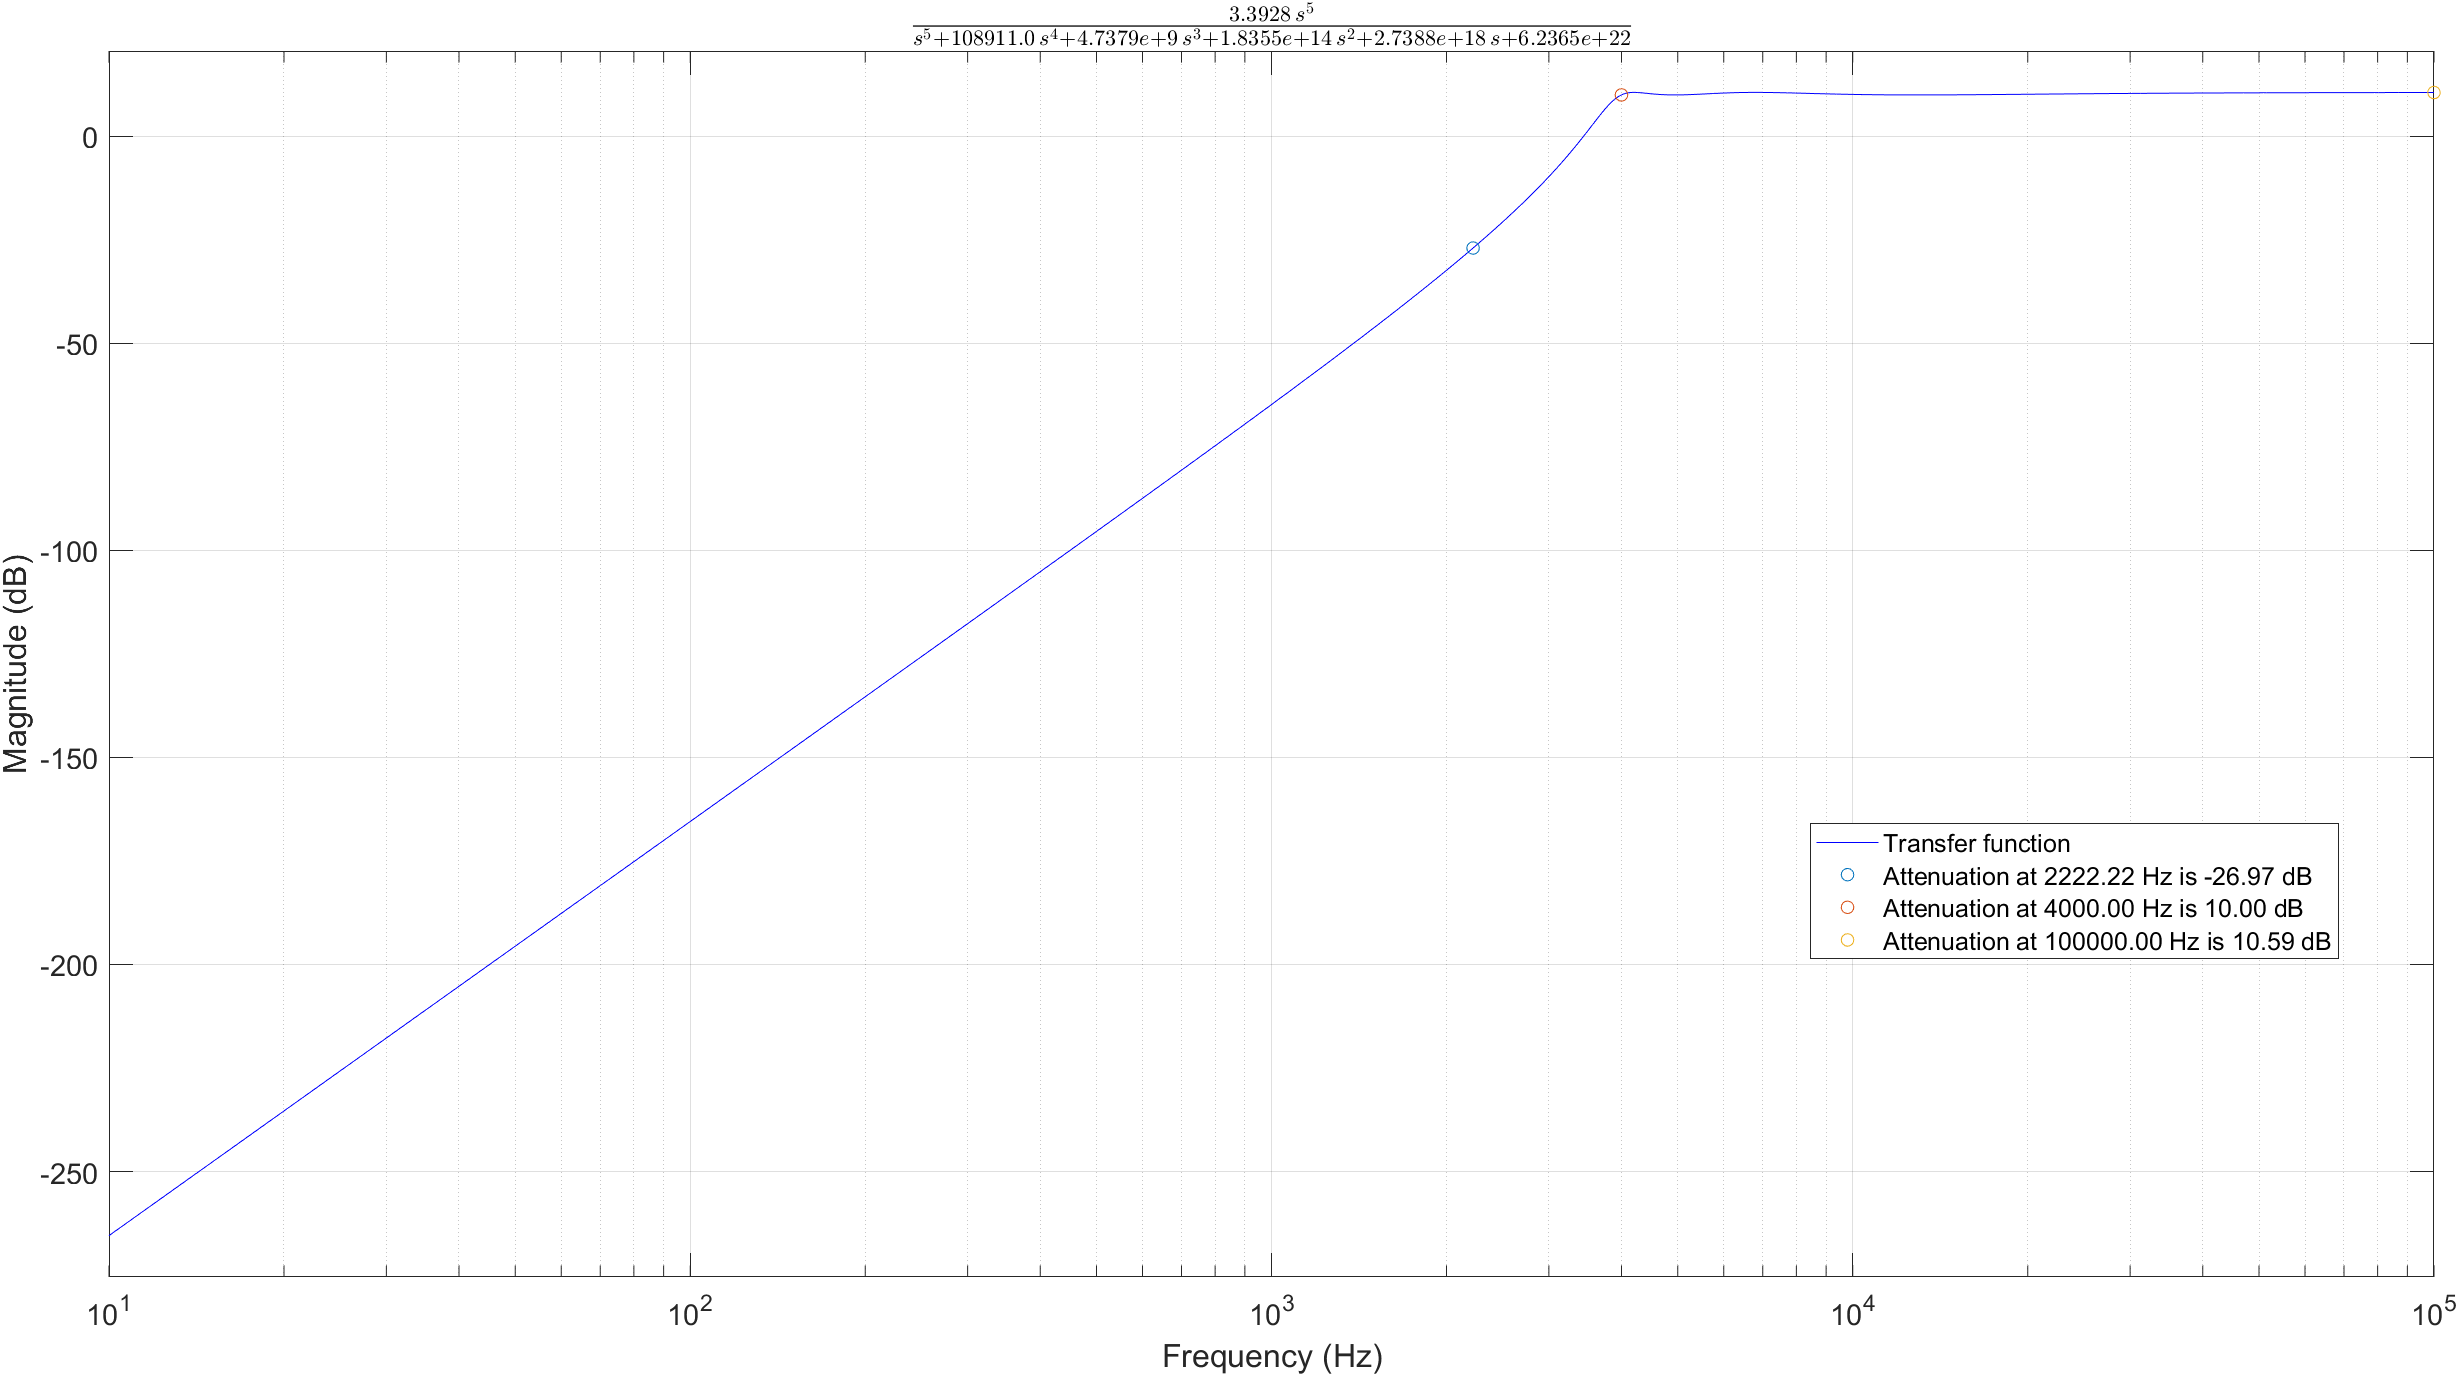 3.3928 s^5
s^5+108911.0 s^4+4.7379e+9 s^3+1.8355e+14 s^2+2.7388e+18 s+6.2365e+22
0
-50
-100
-150
-200
-250
Magnitude (dB)
Transfer function
Attenuation at 2222.22 Hz is -26.97 dB
Attenuation at 4000.00 Hz is 10.00 dB
Attenuation at 100000.00 Hz is 10.59 dB
10^1 10^2 10^3 10^4 10^5
Frequency (Hz)